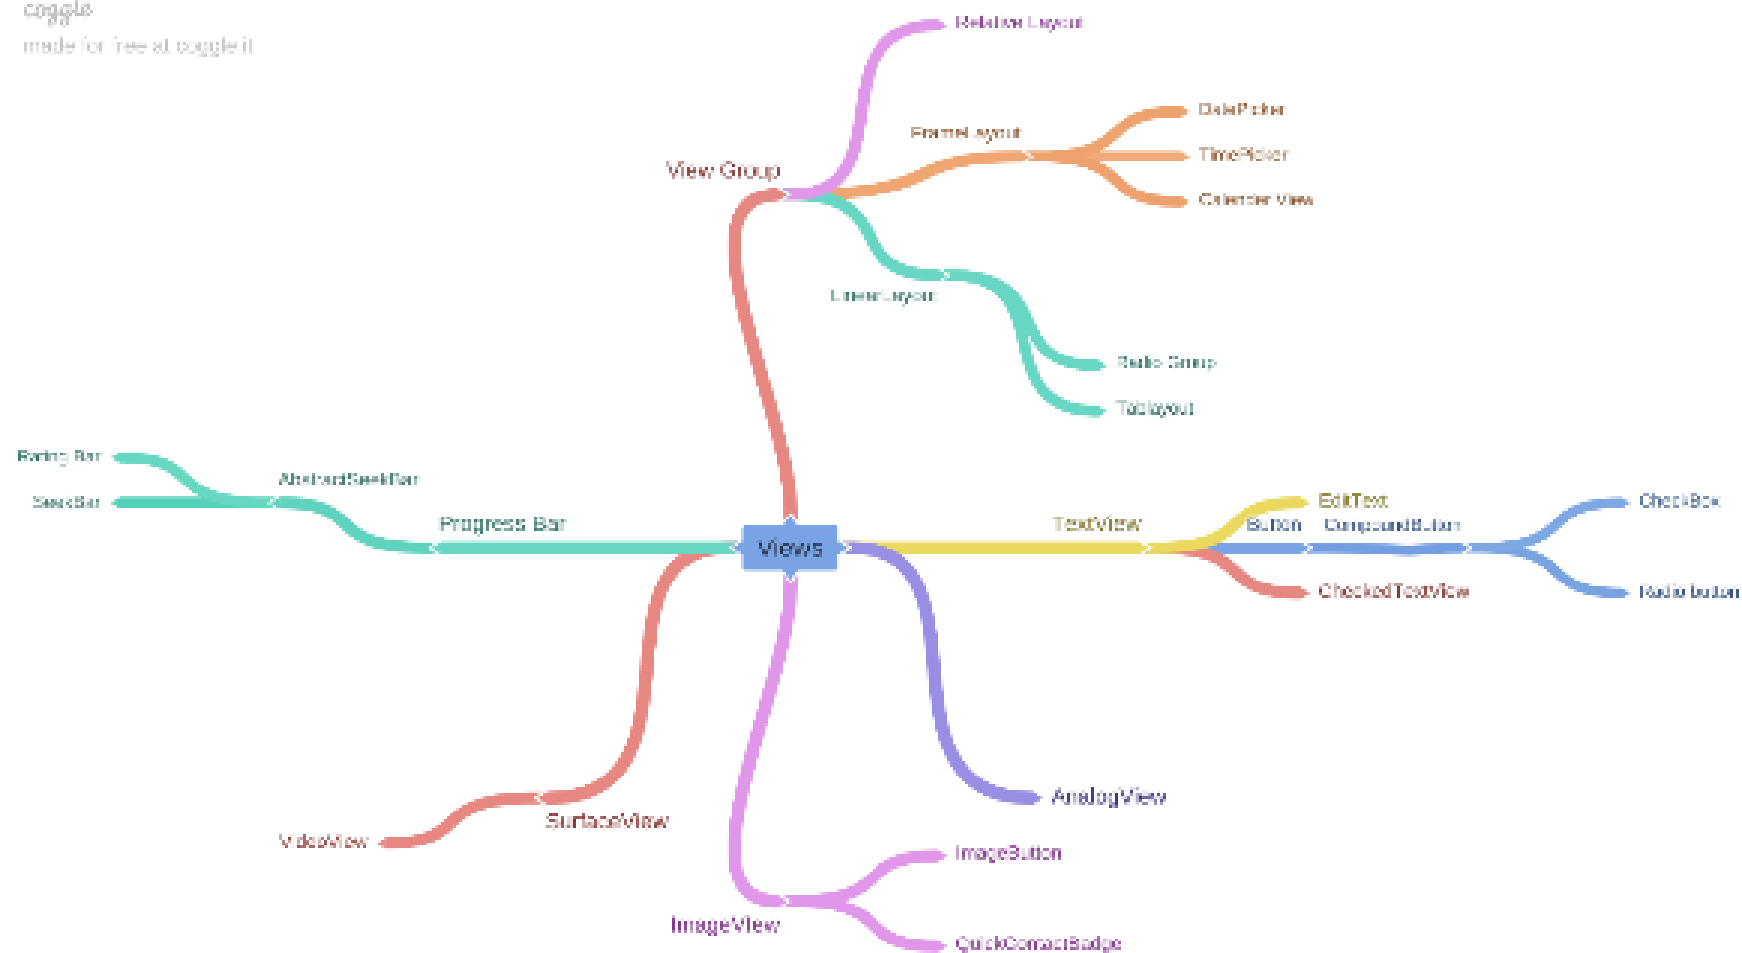 coggle
made for free at coggle.it
Relative Layout
DatePicker
FrameLayout
TimePicker
View Group
Calender View
LinearLayout
Radio Group
Tablayout
Rating Bar
AbstractSeekBar
SeekBar
Progress Bar
Views
TextView
EditText
Button
CompoundButton
CheckBox
CheckedTextView
Radio button
AnalogView
SurfaceView
VideoView
ImageButton
ImageView
QuickContactBadge